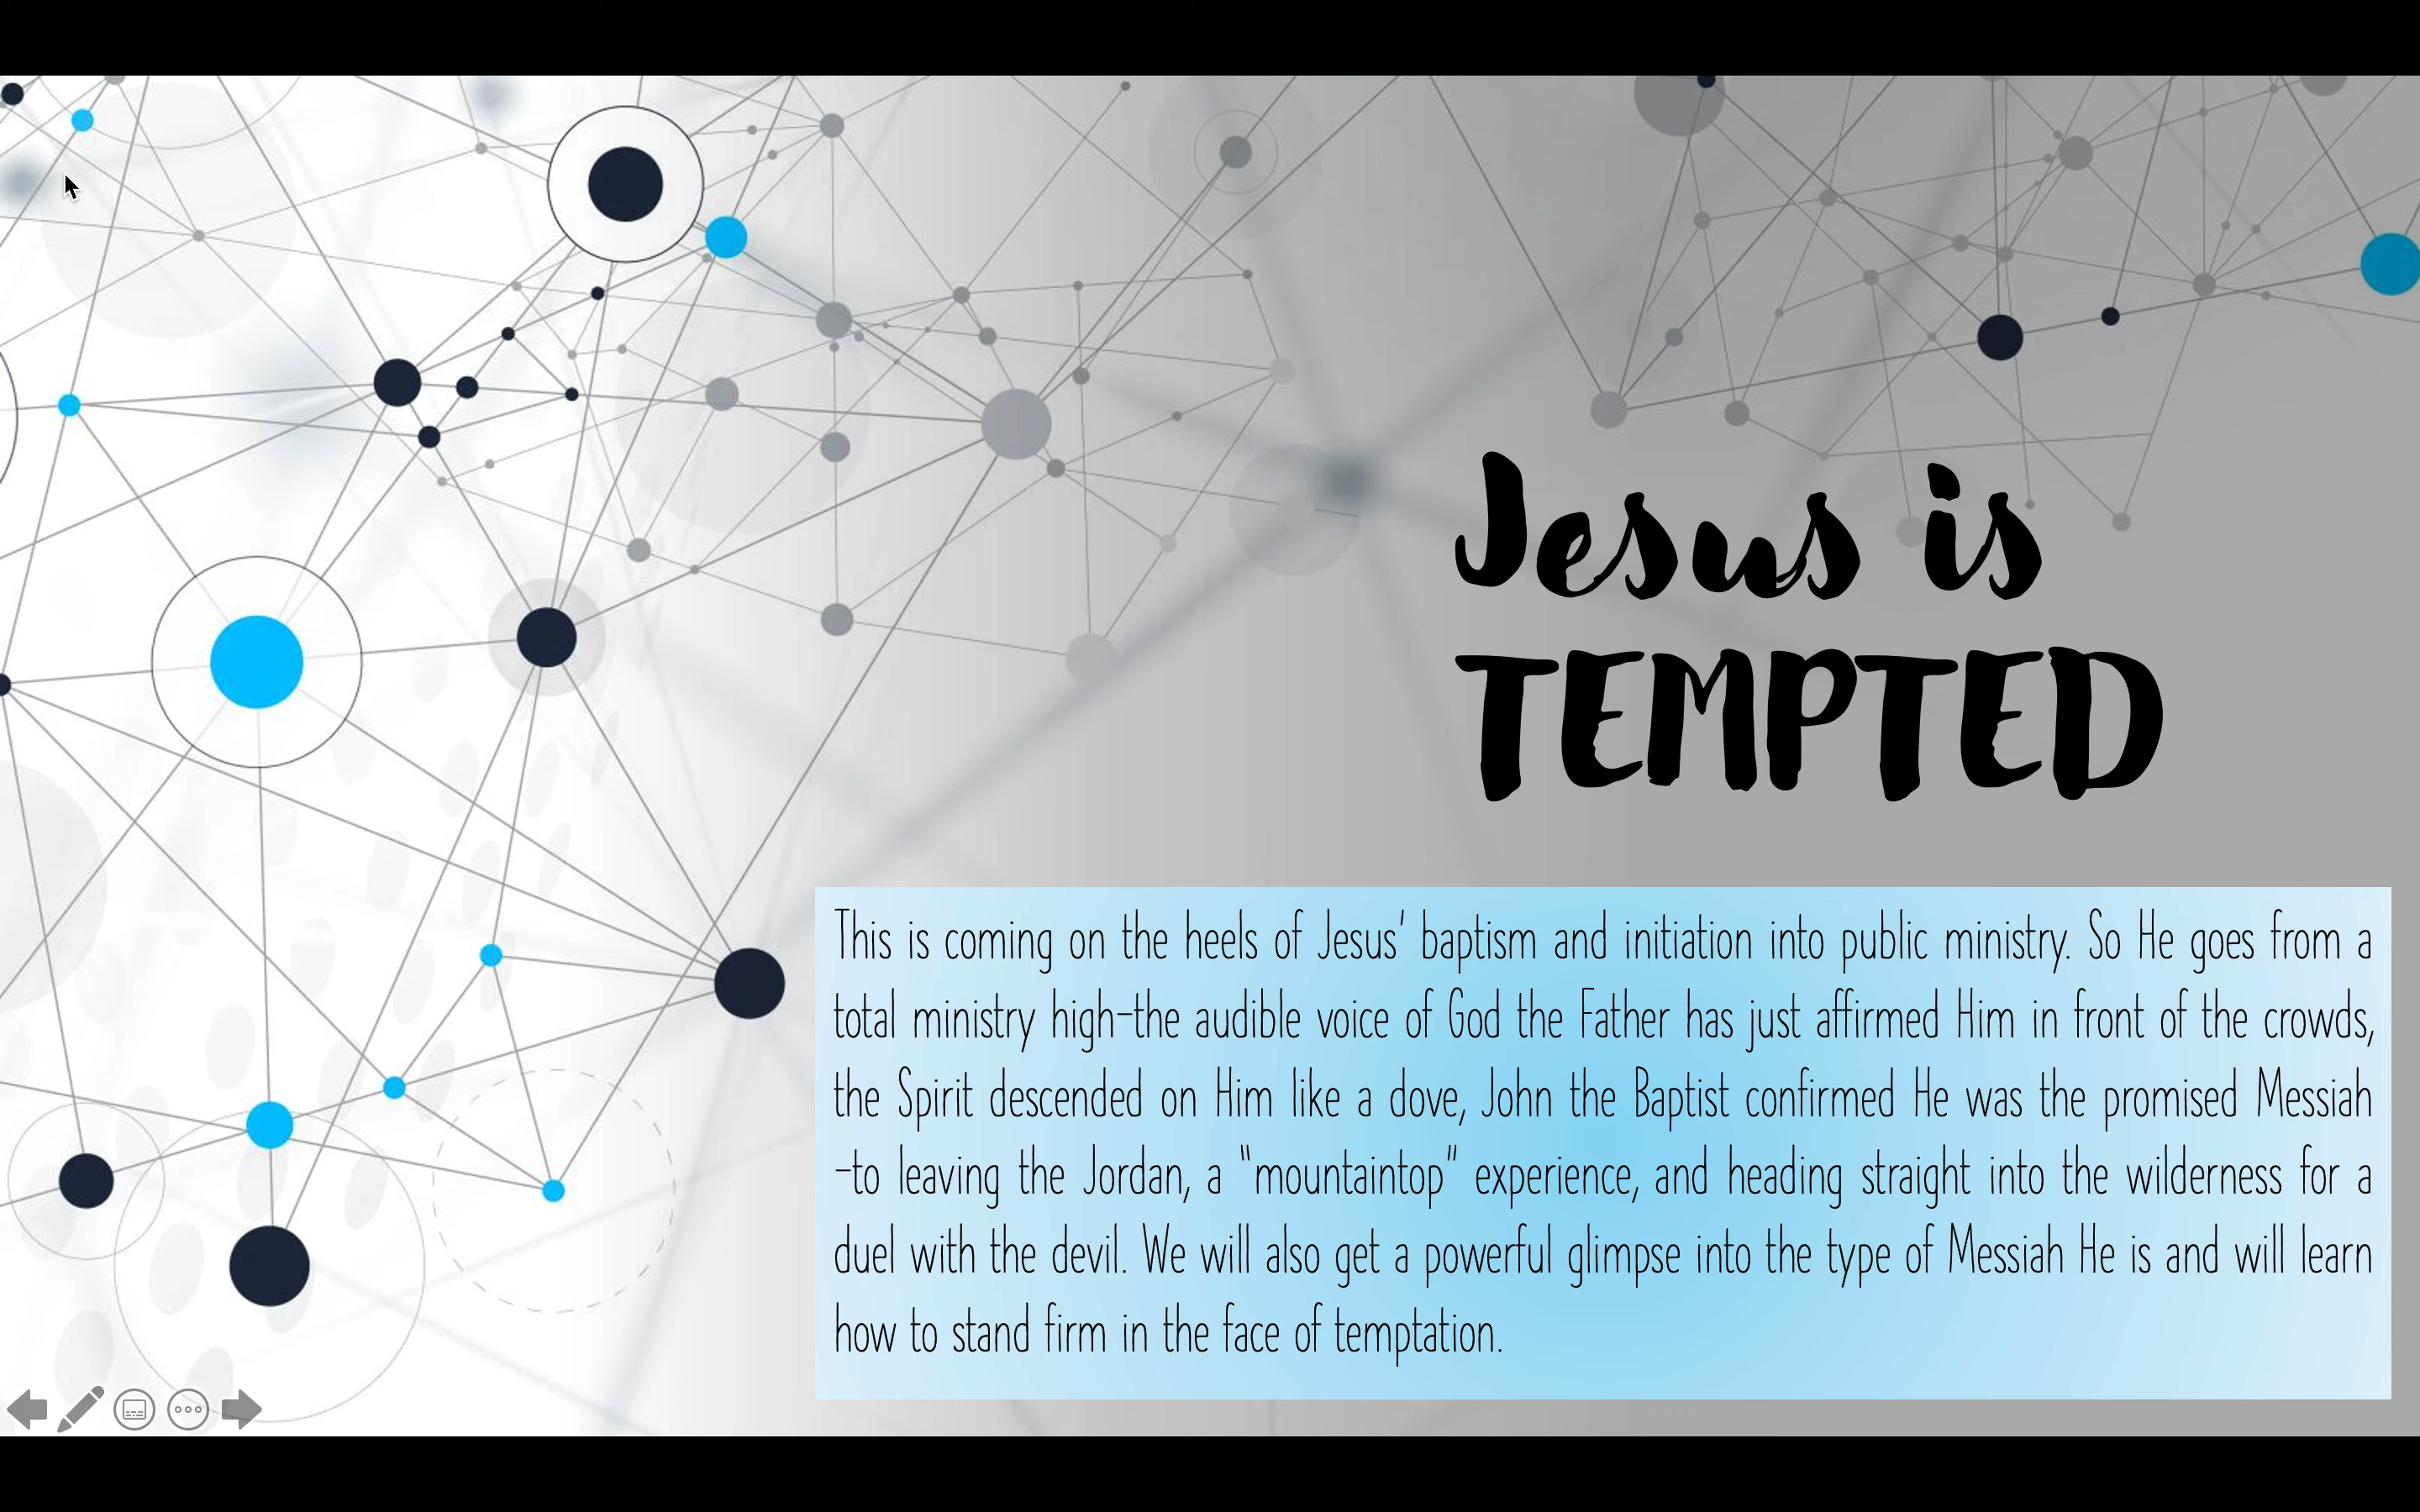 Jesus is
TEMPTED
This is coming on the heels of Jesus’ baptism and initiation into public ministry. So He goes from a
total ministry high–the audible voice of God the Father has just affirmed Him in front of the crowds,
the Spirit descended on Him like a dove, John the Baptist confirmed He was the promised Messiah
–to leaving the Jordan, a “mountaintop” experience, and heading straight into the wilderness for a
duel with the devil. We will also get a powerful glimpse into the type of Messiah He is and will learn
how to stand firm in the face of temptation.